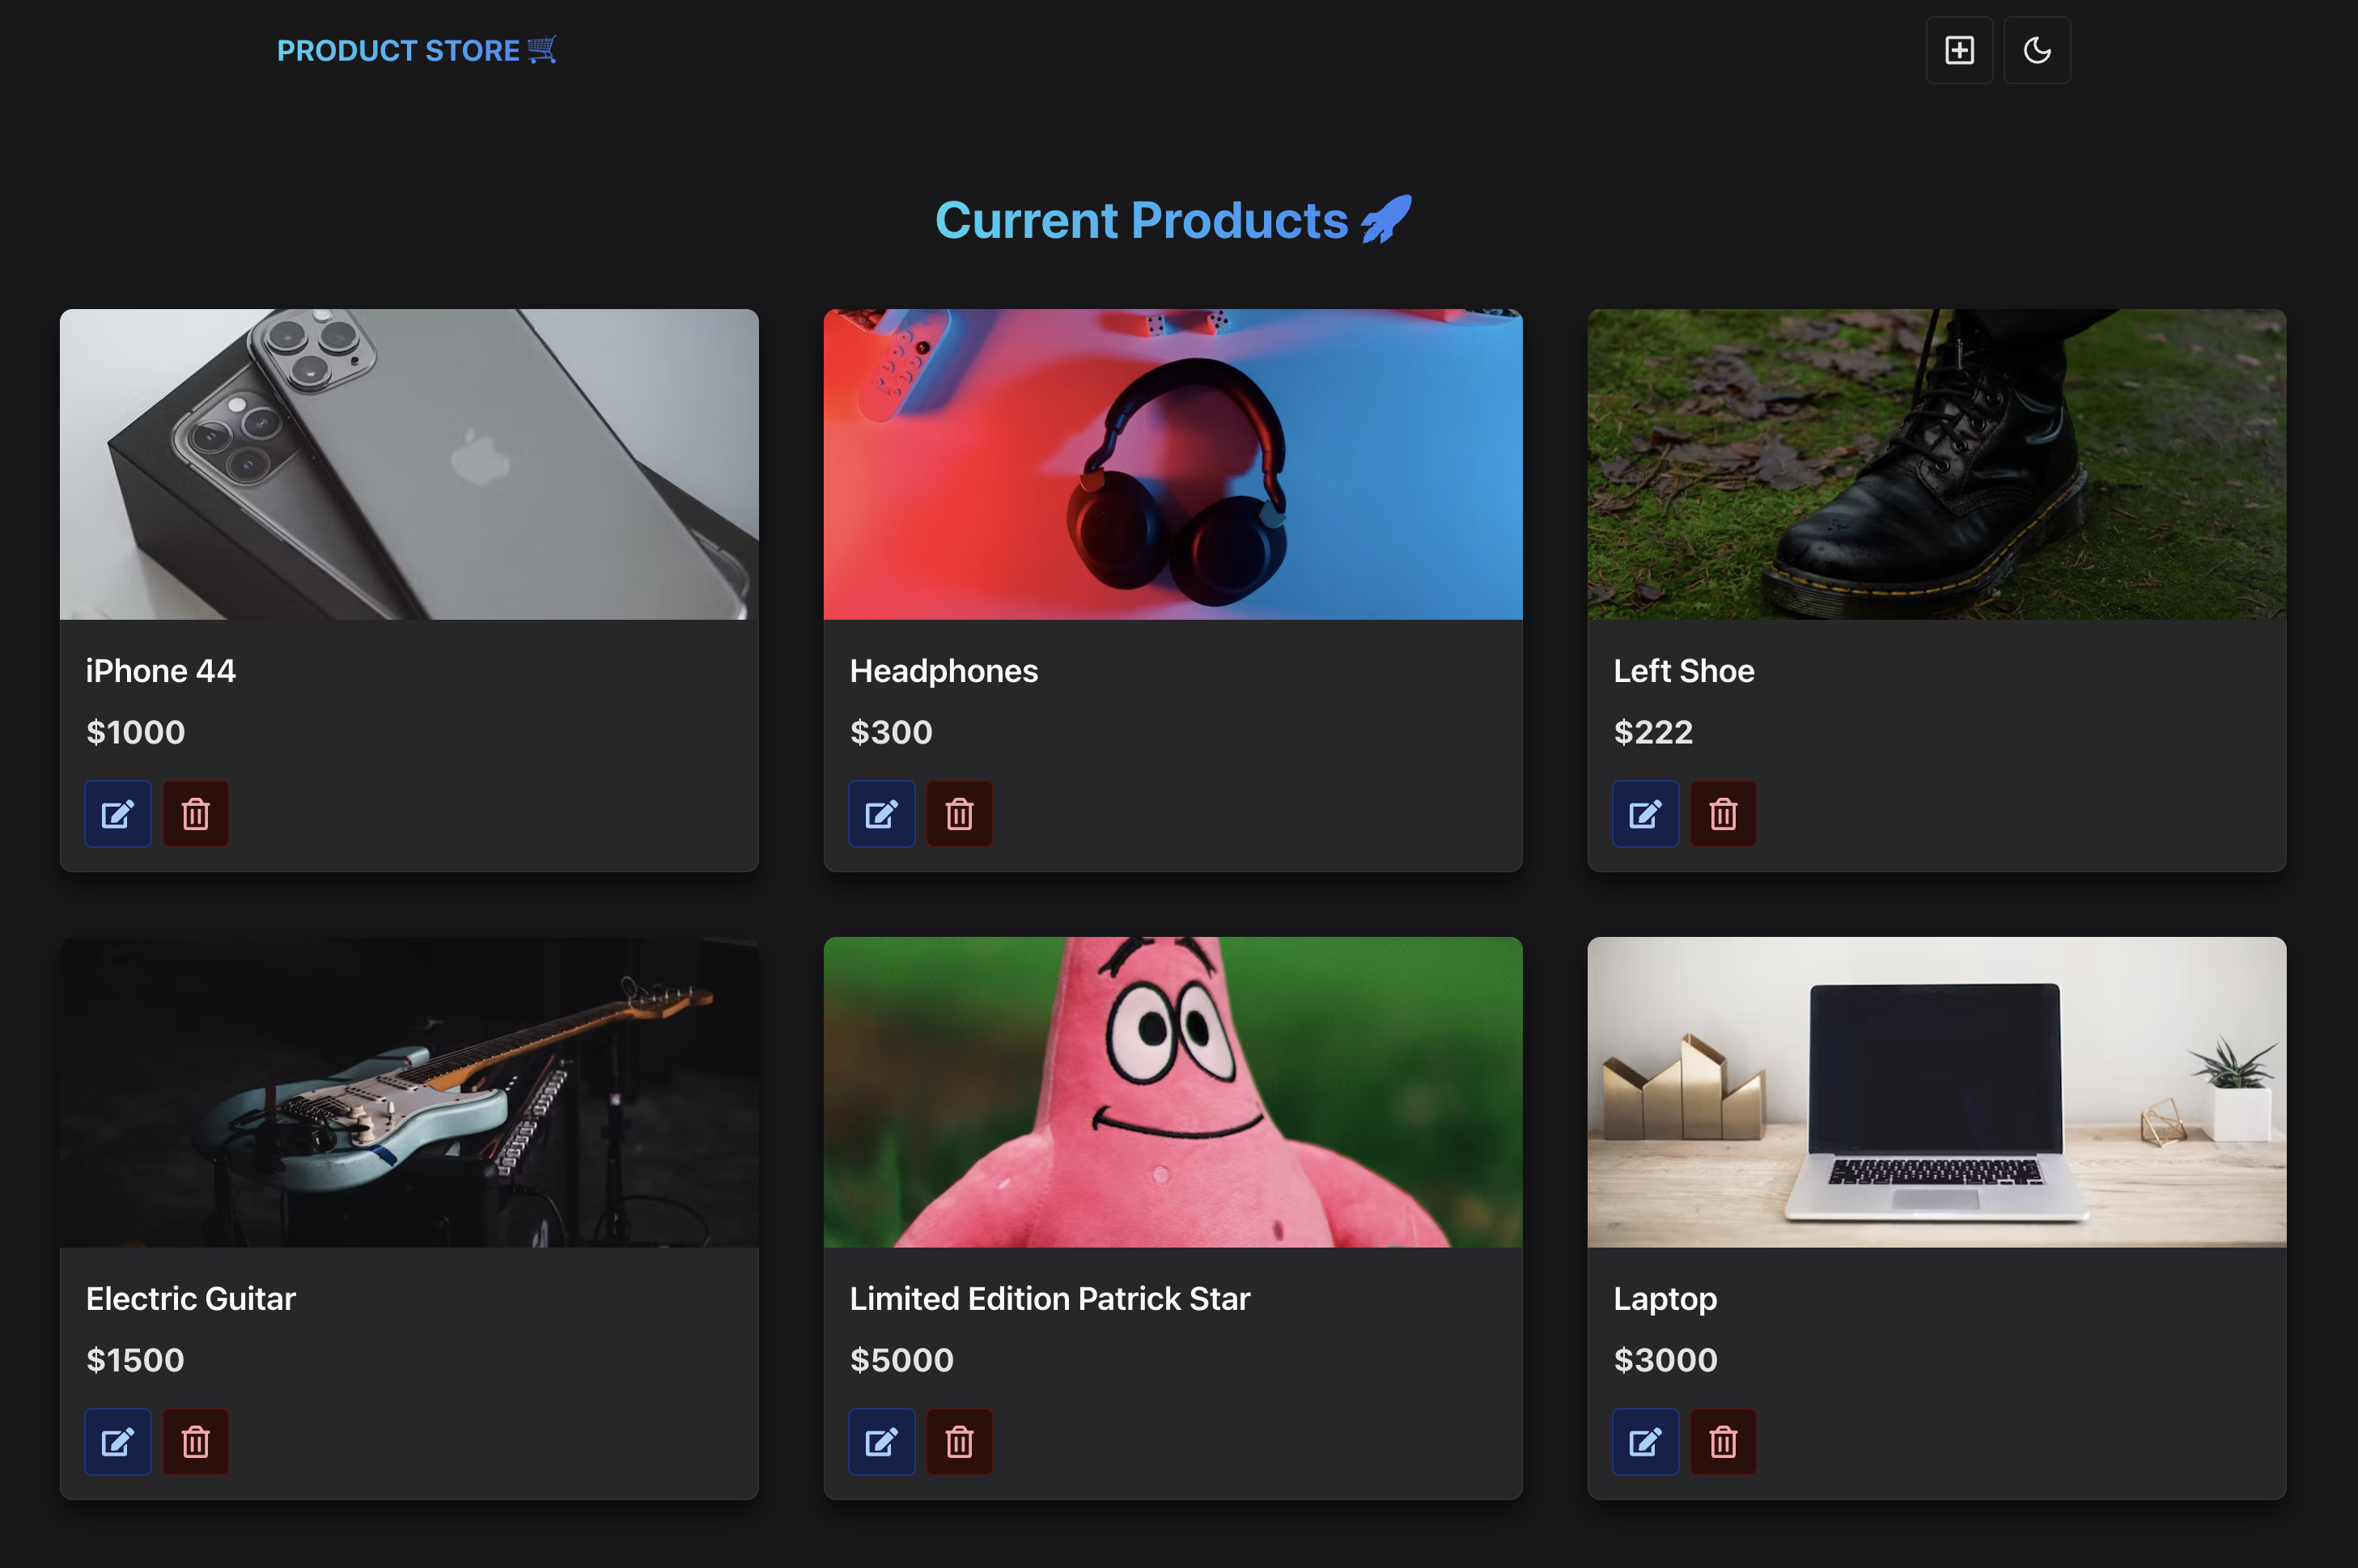 PRODUCT STORE 🛒
Current Products 🚀
iPhone 44
$1000
Headphones
$300
Left Shoe
$222
Electric Guitar
$1500
Limited Edition Patrick Star
$5000
Laptop
$3000